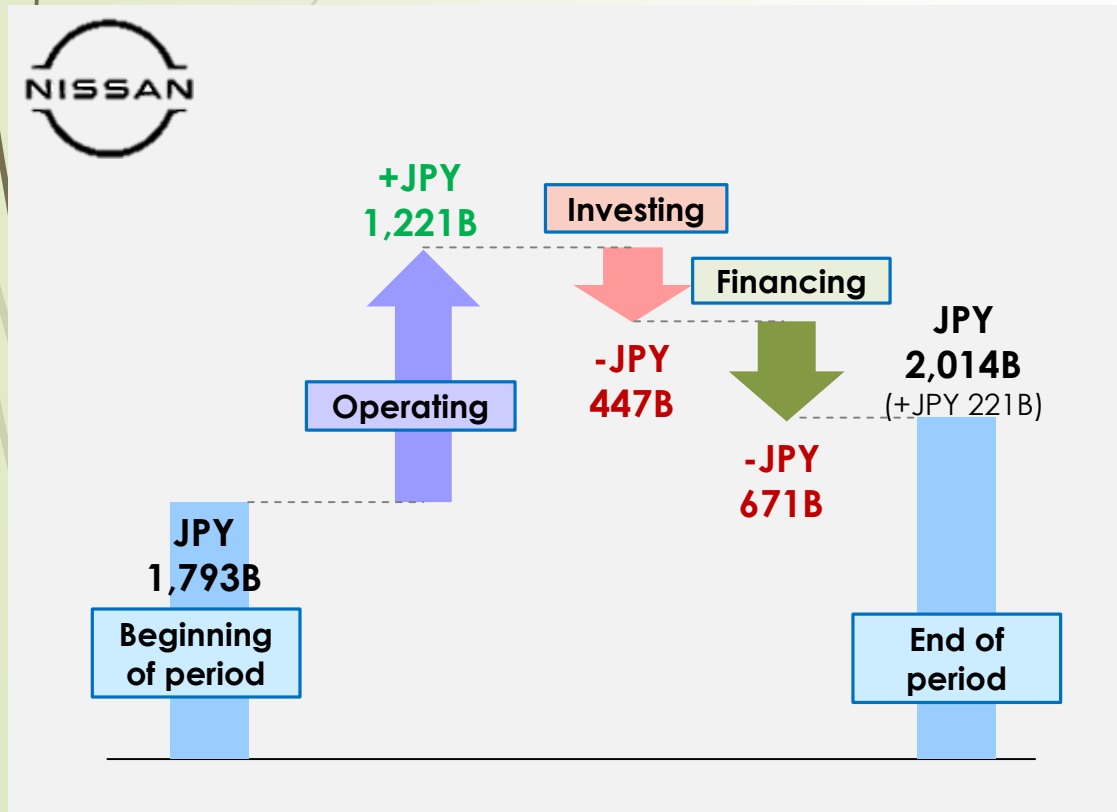 NISSAN
+JPY
1,221B
Investing
Financing
JPY
2,014B
(+JPY 221B)
-JPY
447B
Operating
-JPY
671B
JPY
1,793B
Beginning
of period
End of
period